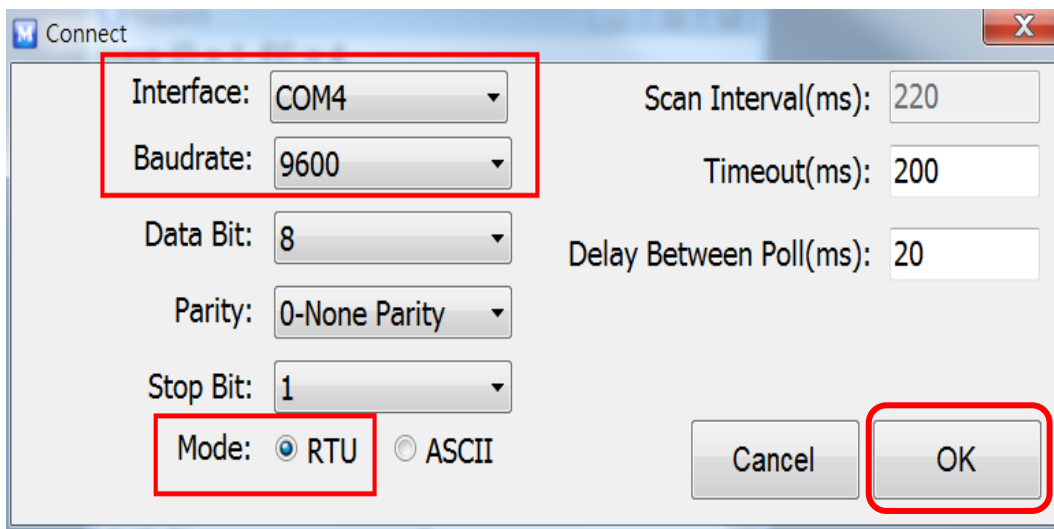 Connect
Interface: COM4
Baudrate: 9600
Data Bit: 8
Parity: 0-None Parity
Stop Bit: 1
Mode: RTU ASCII
Scan Interval(ms): 220
Timeout(ms): 200
Delay Between Poll(ms): 20
Cancel OK